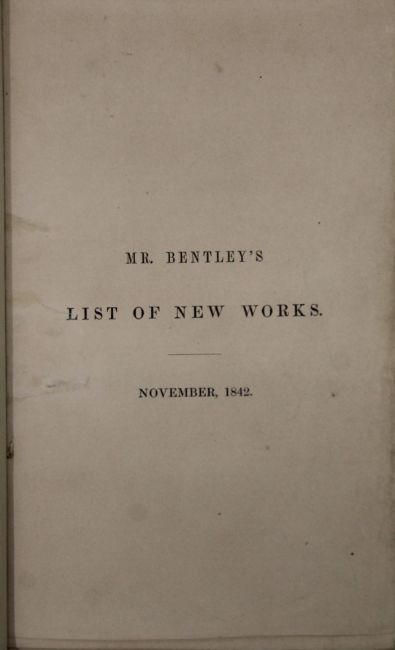 MR. BENTLEY'S
LIST OF NEW WORKS.
NOVEMBER, 1842.